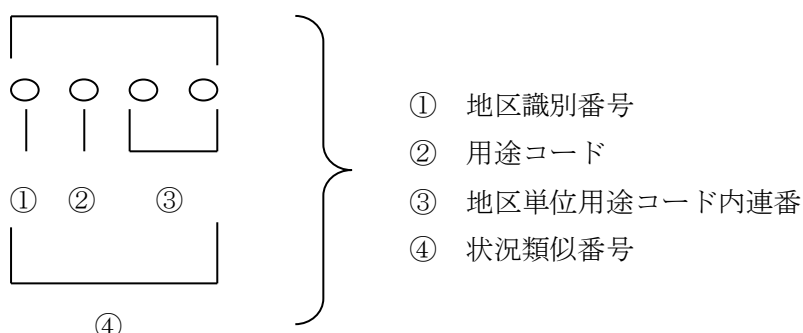 ① 地区識別番号
② 用途コード
③ 地区単位用途コード内連番
④ 状況類似番号
① ② ③
④